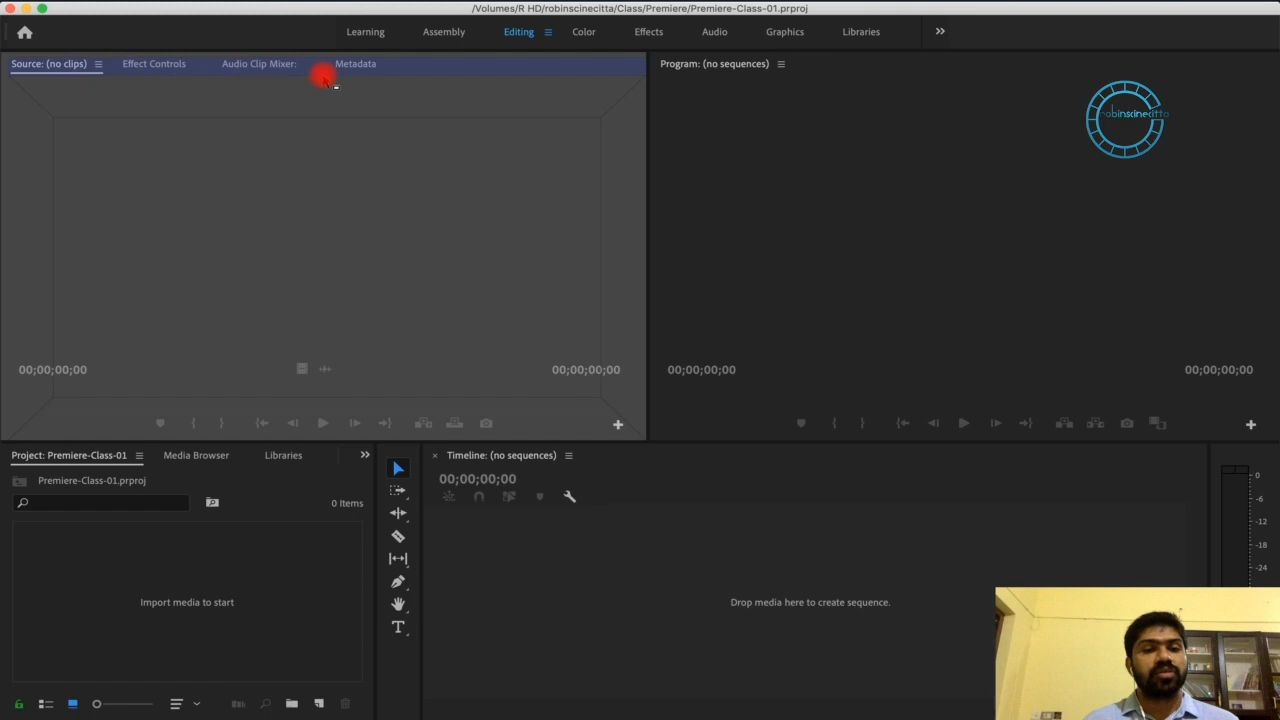 /Volumes/R HD/robinscinecitta/Class/Premiere/Premiere-Class-01.prproj
Learning Assembly Editing Color Effects Audio Graphics Libraries
Source: (no clips) Effect Controls Audio Clip Mixer: Metadata
Program: (no sequences)
robinscinecitta
00;00;00;00 00;00;00;00
00;00;00;00 00;00;00;00
Project: Premiere-Class-01 Media Browser Libraries
Timeline: (no sequences)
Premiere-Class-01.prproj
00;00;00;00
0 Items
Import media to start
Drop media here to create sequence.
0
-6
-12
-18
-24